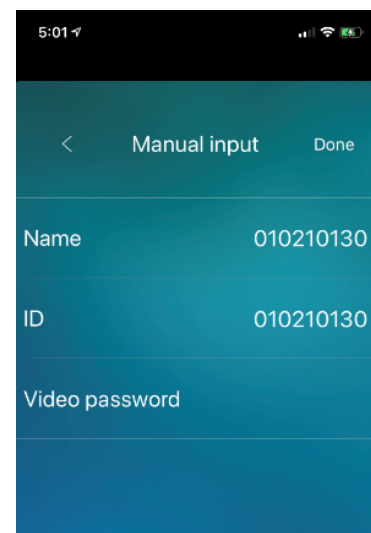 5:01
Manual input Done
Name 010210130
ID 010210130
Video password